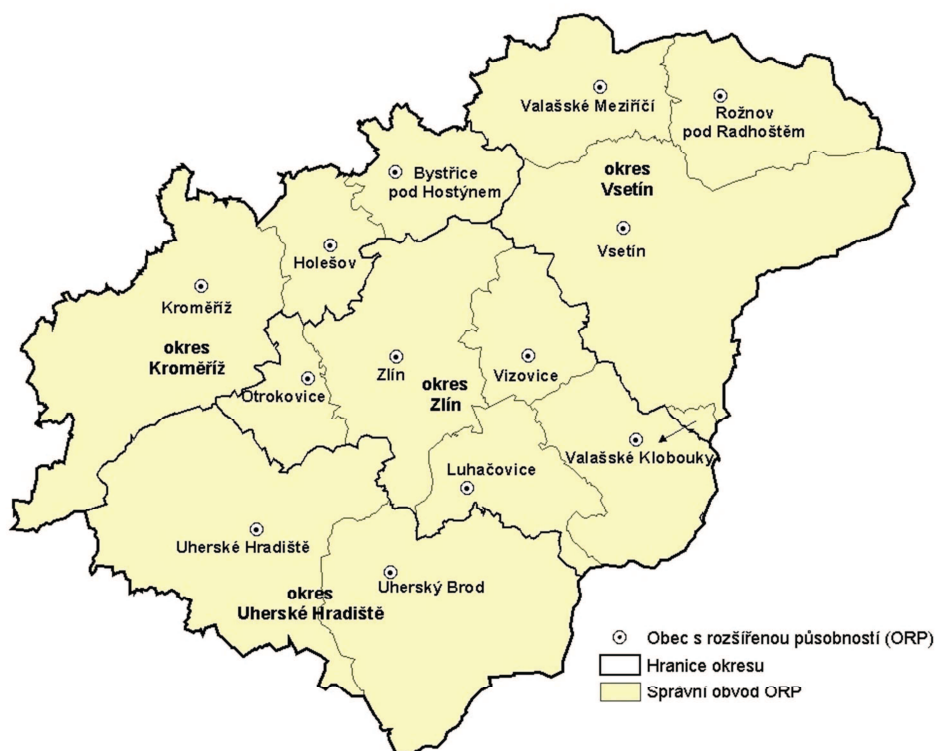 Valašské Meziříčí
Rožnov
pod Radhoštěm
Bystřice
pod Hostýnem
okres
Vsetín
Vsetín
Holešov
Kroměříž
okres
Kroměříž
Otrokovice
Zlín
okres
Zlín
Vizovice
Valašské Klobouky
Luhačovice
Uherské Hradiště
okres
Uherské Hradiště
Uherský Brod
Obec s rozšířenou působností (ORP)
Hranice okresu
Správní obvod ORP